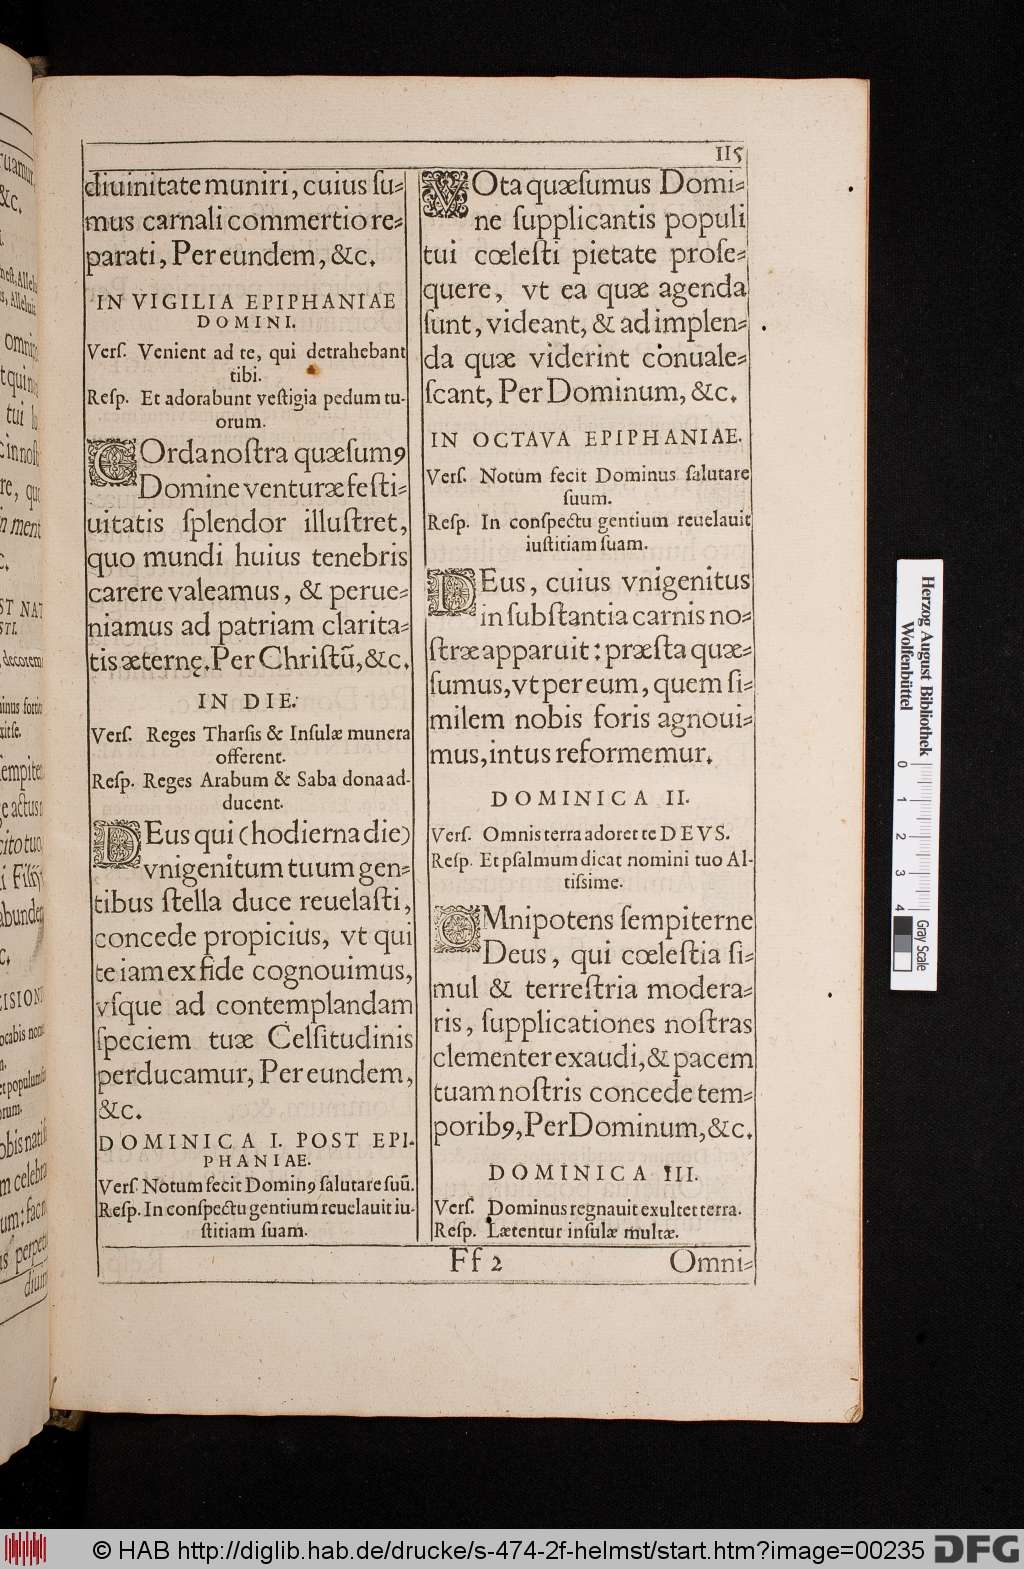 115
diuinitate muniri, cuius ſu-
mus carnali commertio re-
parati, Per eundem, &c.
IN VIGILIA EPIPHANIAE
DOMINI.
Verſ. Venient ad te, qui detrahebant
tibi.
Reſp. Et adorabunt veſtigia pedum tu-
orum.
COrda noſtra quæſumꝰ
Domine venturæ feſti-
uitatis ſplendor illuſtret,
quo mundi huius tenebris
carere valeamus, & perue-
niamus ad patriam clarita-
tis æternę. Per Chriſtū, &c.
IN DIE.
Verſ. Reges Tharſis & Inſulæ munera
offerent.
Reſp. Reges Arabum & Saba dona ad-
ducent.
DEus qui (hodierna die)
vnigenitum tuum gen-
tibus ſtella duce reuelaſti,
concede propicius, vt qui
te iam ex fide cognouimus,
vſque ad contemplandam
ſpeciem tuæ Celſitudinis
perducamur, Per eundem,
&c.
DOMINICA I. POST EPI-
PHANIAE.
Verſ. Notum fecit Dominꝰ ſalutare ſuū.
Reſp. In conſpectu gentium reuelauit iu-
ſtitiam ſuam.
VOta quæſumus Domi-
ne ſupplicantis populi
tui cœleſti pietate proſe-
quere, vt ea quæ agenda
ſunt, videant, & ad implen-
da quæ viderint conuale-
ſcant, Per Dominum, &c.
IN OCTAVA EPIPHANIAE.
Verſ. Notum fecit Dominus ſalutare
ſuum.
Reſp. In conſpectu gentium reuelauit
iuſtitiam ſuam.
DEus, cuius vnigenitus
in ſubſtantia carnis no-
ſtræ apparuit: præſta quæ-
ſumus, vt per eum, quem ſi-
milem nobis foris agnoui-
mus, intus reformemur.
DOMINICA II.
Verſ. Omnis terra adoret te DEVS.
Reſp. Et pſalmum dicat nomini tuo Al-
tiſſime.
OMnipotens ſempiterne
Deus, qui cœleſtia ſi-
mul & terreſtria modera-
ris, ſupplicationes noſtras
clementer exaudi, & pacem
tuam noſtris concede tem-
poribꝰ, Per Dominum, &c.
DOMINICA III.
Verſ. Dominus regnauit exultet terra.
Reſp. Lætentur inſulæ multæ.
Ff 2
Omni-
Herzog August Bibliothek
Wolfenbüttel
0 1 2 3 4
Gray Scale
© HAB http://diglib.hab.de/drucke/s-474-2f-helmst/start.htm?image=00235
DFG